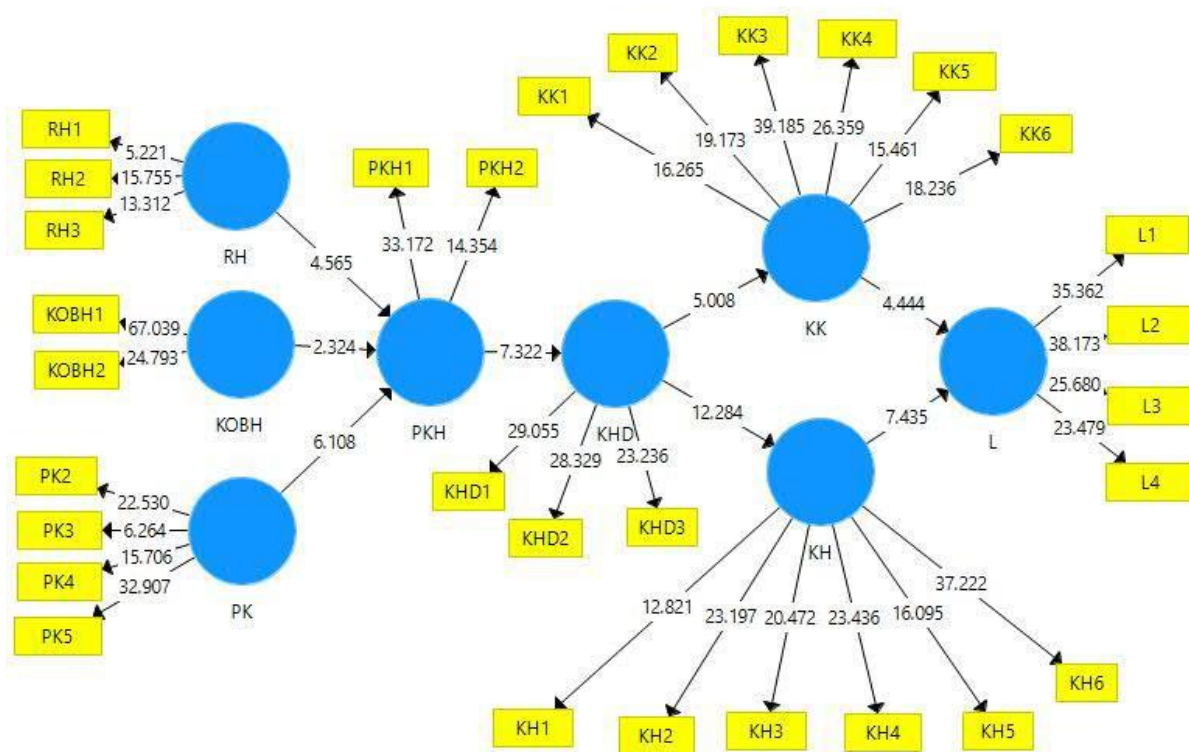 KK3
KK4
KK2
KK5
KK1
KK6
39.185
26.359
19.173
15.461
16.265
18.236
RH1
5.221
RH2
15.755
RH3
13.312
RH
4.565
PKH1
PKH2
33.172
14.354
KK
L1
35.362
L2
38.173
L3
25.680
L4
23.479
5.008
4.444
KOBH1
67.039
KOBH2
24.793
KOBH
2.324
PKH
7.322
KHD
12.284
7.435
L
6.108
29.055
28.329
23.236
KHD1
KHD2
KHD3
PK2
22.530
PK3
6.264
PK4
15.706
PK5
32.907
PK
KH
12.821
23.197
20.472
23.436
16.095
37.222
KH1
KH2
KH3
KH4
KH5
KH6